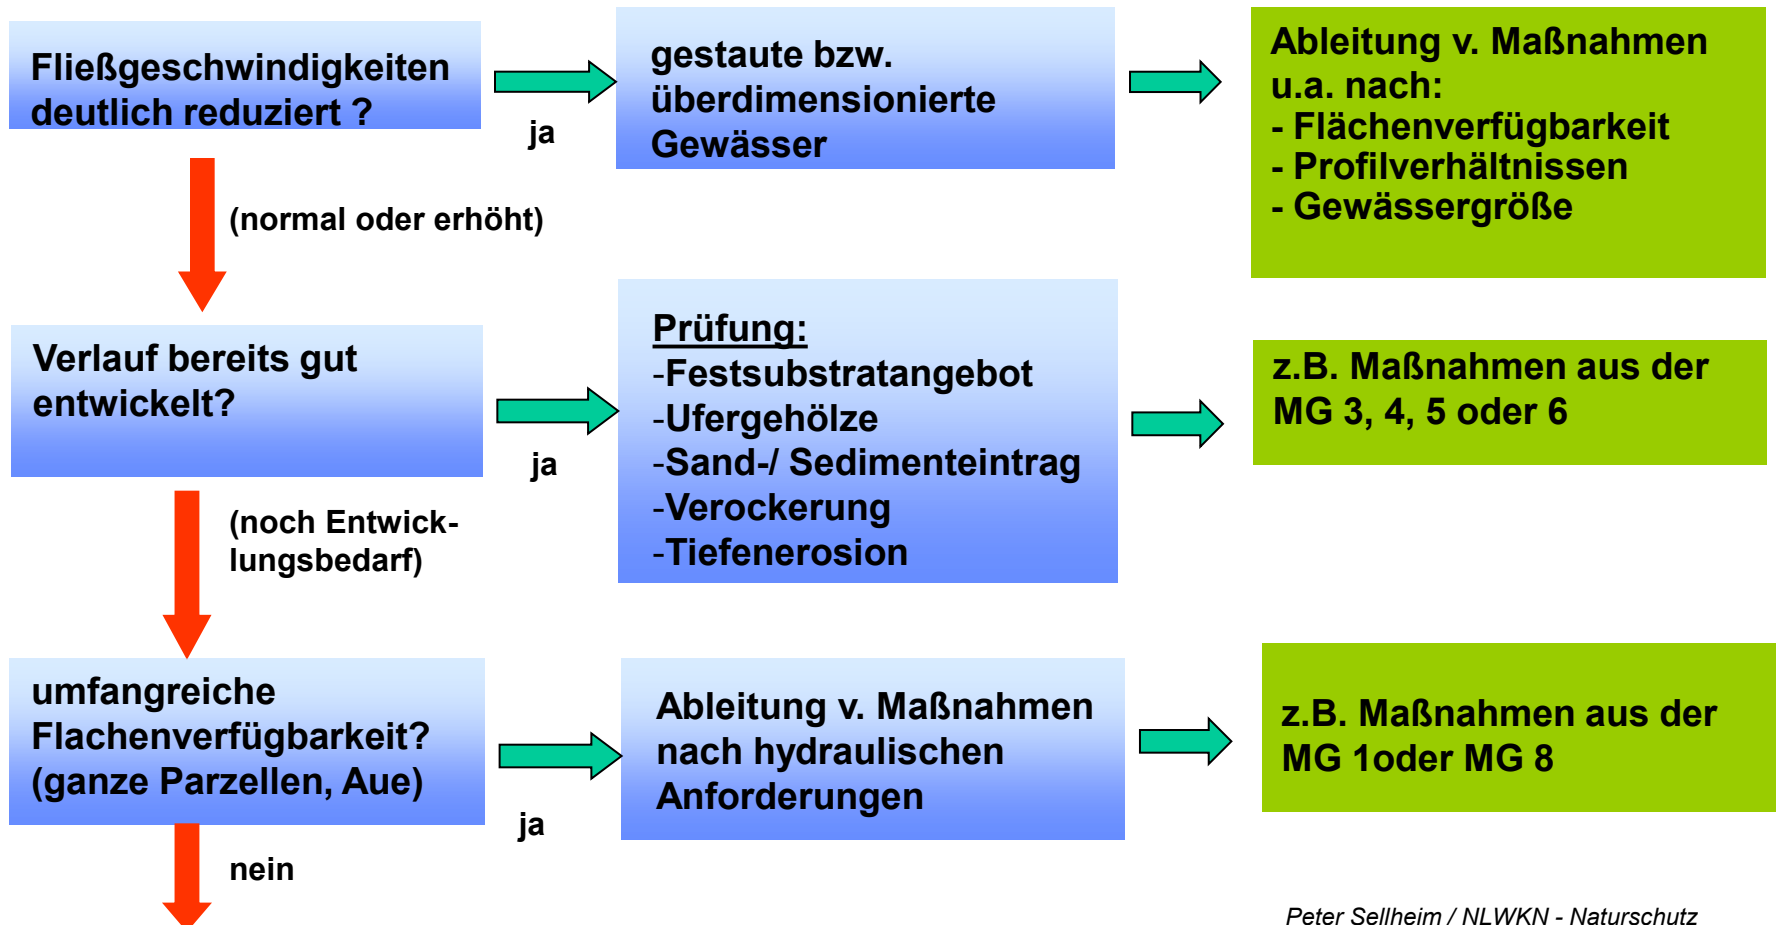 Fließgeschwindigkeiten
deutlich reduziert ?
ja
gestaute bzw.
überdimensionierte
Gewässer
Ableitung v. Maßnahmen
u.a. nach:
- Flächenverfügbarkeit
- Profilverhältnissen
- Gewässergröße
(normal oder erhöht)
Verlauf bereits gut
entwickelt?
ja
Prüfung:
-Festsubstratangebot
-Ufergehölze
-Sand-/ Sedimenteintrag
-Verockerung
-Tiefenerosion
z.B. Maßnahmen aus der
MG 3, 4, 5 oder 6
(noch Entwick-
lungsbedarf)
umfangreiche
Flachenverfügbarkeit?
(ganze Parzellen, Aue)
ja
Ableitung v. Maßnahmen
nach hydraulischen
Anforderungen
z.B. Maßnahmen aus der
MG 1oder MG 8
nein
Peter Sellheim / NLWKN - Naturschutz